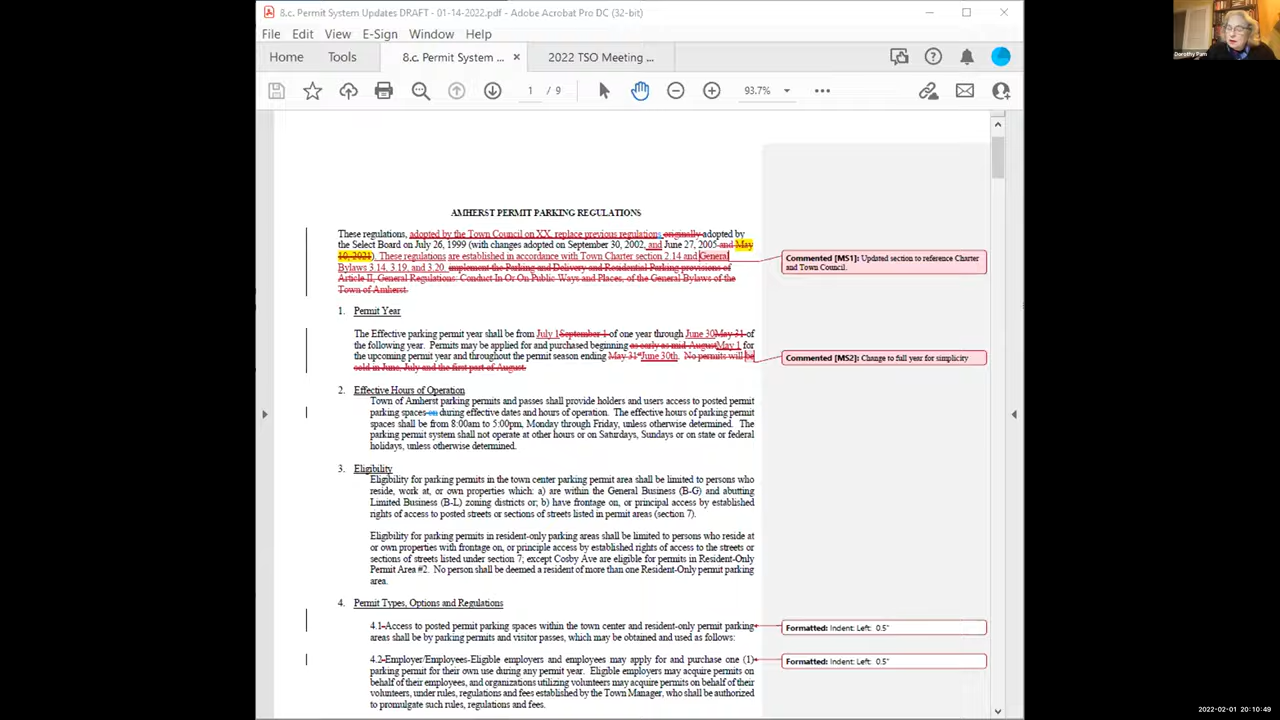 8.c. Permit System Updates DRAFT - 01-14-2022.pdf - Adobe Acrobat Pro DC (32-bit)
File Edit View E-Sign Window Help
Home Tools 8.c. Permit System ... × 2022 TSO Meeting ...
1 / 9 93.7%
Dorothy Pam
AMHERST PERMIT PARKING REGULATIONS
These regulations, adopted by the Town Council on XX, replace previous regulations originally adopted by
the Select Board on July 26, 1999 (with changes adopted on September 30, 2002, and June 27, 2005 and May
10, 2021). These regulations are established in accordance with Town Charter section 2.14 and General
Bylaws 3.14, 3.19, and 3.20. implement the Parking and Delivery and Residential Parking provisions of
Article II, General Regulations: Conduct In Or On Public Ways and Places, of the General Bylaws of the
Town of Amherst.
Commented [MS1]: Updated section to reference Charter
and Town Council.
1. Permit Year
The Effective parking permit year shall be from July 1September 1 of one year through June 30May 31 of
the following year. Permits may be applied for and purchased beginning as early as mid-AugustMay 1 for
the upcoming permit year and throughout the permit season ending May 31stJune 30th. No permits will be
sold in June, July and the first part of August.
Commented [MS2]: Change to full year for simplicity
2. Effective Hours of Operation
Town of Amherst parking permits and passes shall provide holders and users access to posted permit
parking spaces on during effective dates and hours of operation. The effective hours of parking permit
spaces shall be from 8:00am to 5:00pm, Monday through Friday, unless otherwise determined. The
parking permit system shall not operate at other hours or on Saturdays, Sundays or on state or federal
holidays, unless otherwise determined.
3. Eligibility
Eligibility for parking permits in the town center parking permit area shall be limited to persons who
reside, work at, or own properties which: a) are within the General Business (B-G) and abutting
Limited Business (B-L) zoning districts or; b) have frontage on, or principal access by established
rights of access to posted streets or sections of streets listed in permit areas (section 7).
Eligibility for parking permits in resident-only parking areas shall be limited to persons who reside at
or own properties with frontage on, or principle access by established rights of access to the streets or
sections of streets listed under section 7; except Cosby Ave are eligible for permits in Resident-Only
Permit Area #2. No person shall be deemed a resident of more than one Resident-Only permit parking
area.
4. Permit Types, Options and Regulations
4.1-Access to posted permit parking spaces within the town center and resident-only permit parking
areas shall be by parking permits and visitor passes, which may be obtained and used as follows:
Formatted: Indent: Left: 0.5"
4.2-Employer/Employees-Eligible employers and employees may apply for and purchase one (1)
parking permit for their own use during any permit year. Eligible employers may acquire permits on
behalf of their employees, and organizations utilizing volunteers may acquire permits on behalf of their
volunteers, under rules, regulations and fees established by the Town Manager, who shall be authorized
to promulgate such rules, regulations and fees.
Formatted: Indent: Left: 0.5"
2022-02-01 20:10:49